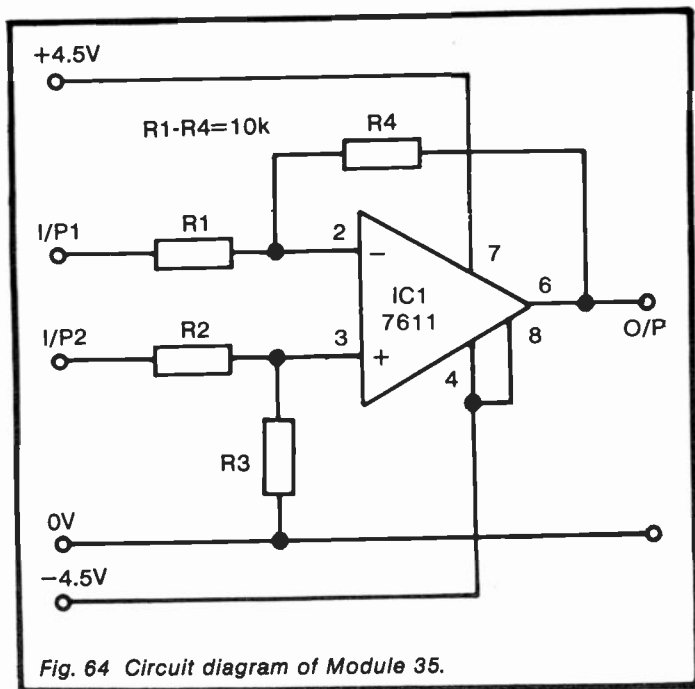 +4.5V
R1-R4=10k
R4
I/P1
R1
2
−
7
IC1
7611
6
O/P
8
I/P2
R2
3
+
4
R3
0V
−4.5V
Fig. 64 Circuit diagram of Module 35.